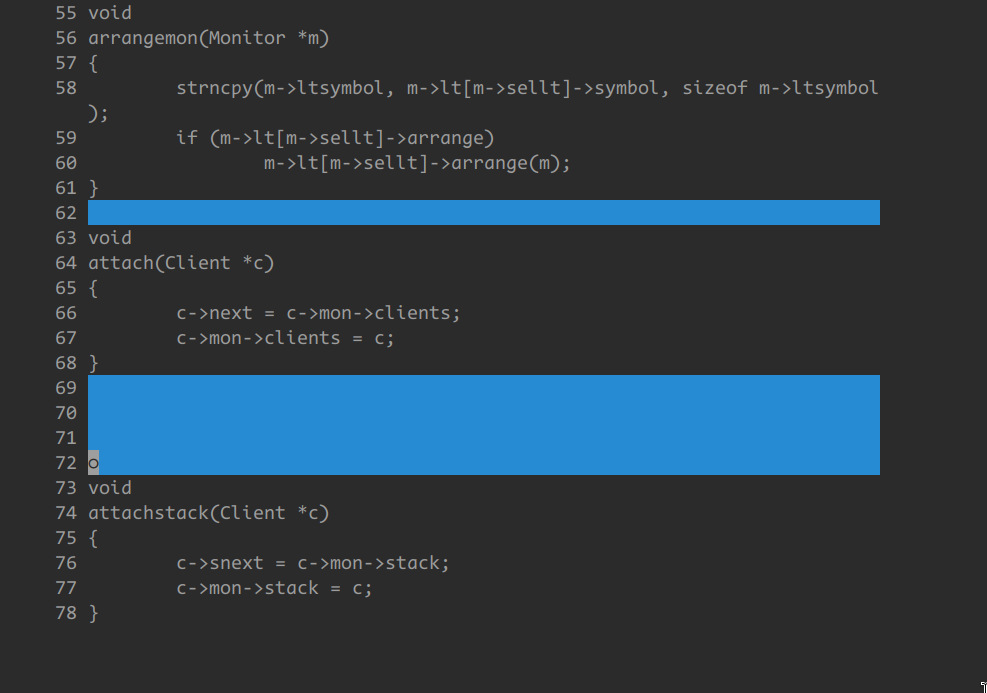 55 void
56 arrangemon(Monitor *m)
57 {
58         strncpy(m->ltsymbol, m->lt[m->sellt]->symbol, sizeof m->ltsymbol
);
59         if (m->lt[m->sellt]->arrange)
60                 m->lt[m->sellt]->arrange(m);
61 }
62
63 void
64 attach(Client *c)
65 {
66         c->next = c->mon->clients;
67         c->mon->clients = c;
68 }
69
70
71
72 o
73 void
74 attachstack(Client *c)
75 {
76         c->snext = c->mon->stack;
77         c->mon->stack = c;
78 }